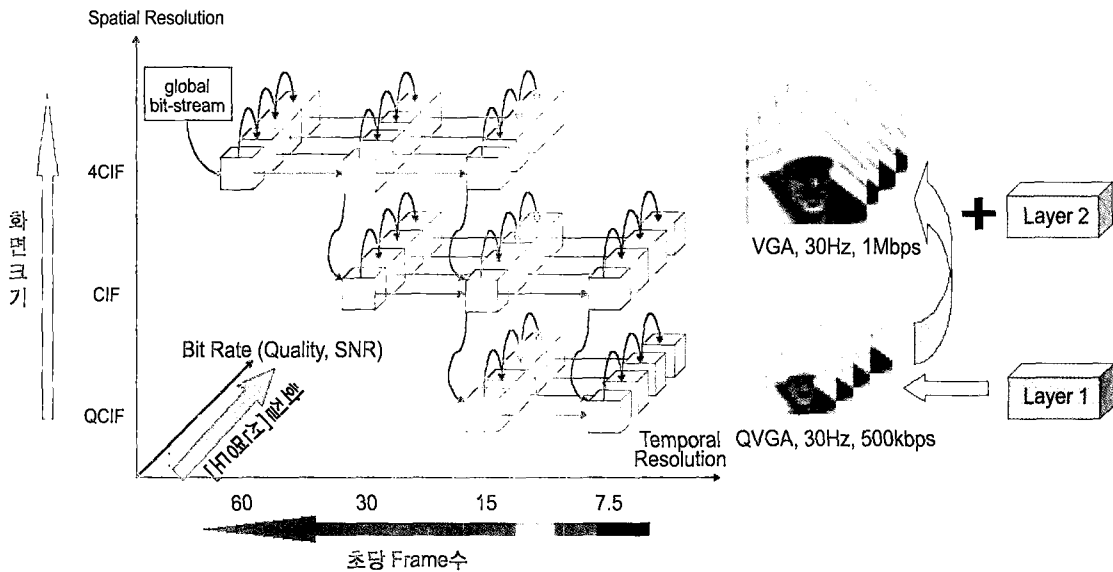 Spatial Resolution
global
bit-stream
4CIF
화면크기
CIF
Bit Rate (Quality, SNR)
QCIF
Temporal
Resolution
60
30
15
7.5
초당 Frame수
VGA, 30Hz, 1Mbps
Layer 2
QVGA, 30Hz, 500kbps
Layer 1